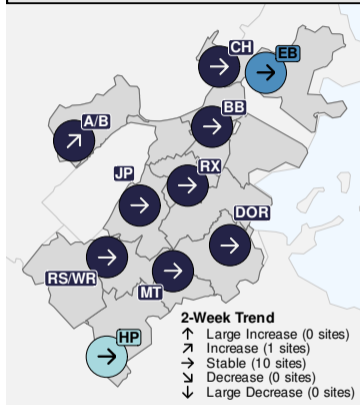 CH
EB
BB
A/B
RX
JP
DOR
RS/WR
MT
HP
2-Week Trend
↑ Large Increase (0 sites)
↗ Increase (1 sites)
→ Stable (10 sites)
↘ Decrease (0 sites)
↓ Large Decrease (0 sites)